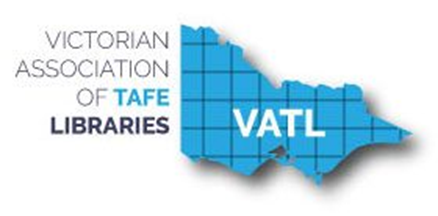 VICTORIAN
ASSOCIATION
OF TAFE
LIBRARIES
VATL